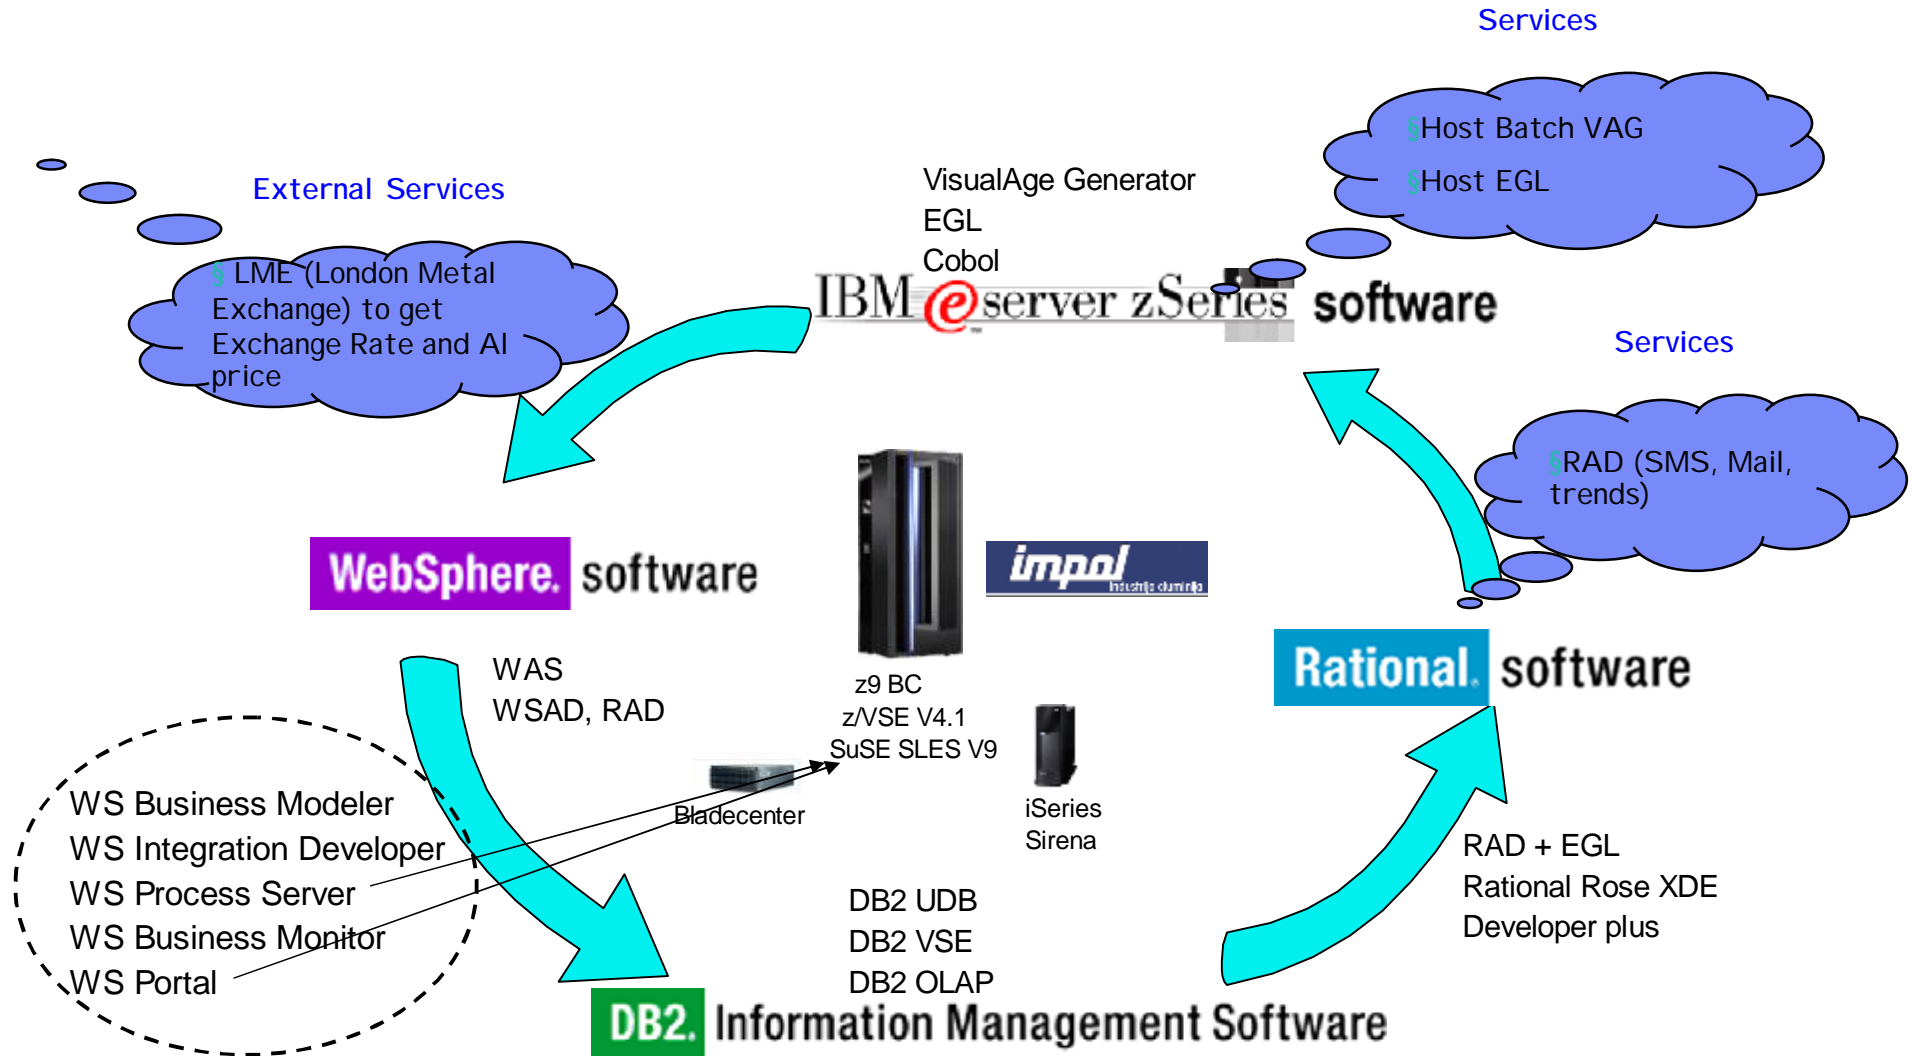 Services
§Host Batch VAG
§Host EGL
External Services
§ LME (London Metal
Exchange) to get
Exchange Rate and Al
price
VisualAge Generator
EGL
Cobol
IBM eserver zSeries software
™
Services
§RAD (SMS, Mail,
trends)
WebSphere. software
impol
industrija aluminija
Rational. software
WAS
WSAD, RAD
z9 BC
z/VSE V4.1
SuSE SLES V9
Bladecenter
iSeries
Sirena
WS Business Modeler
WS Integration Developer
WS Process Server
WS Business Monitor
WS Portal
RAD + EGL
Rational Rose XDE
Developer plus
DB2 UDB
DB2 VSE
DB2 OLAP
DB2. Information Management Software